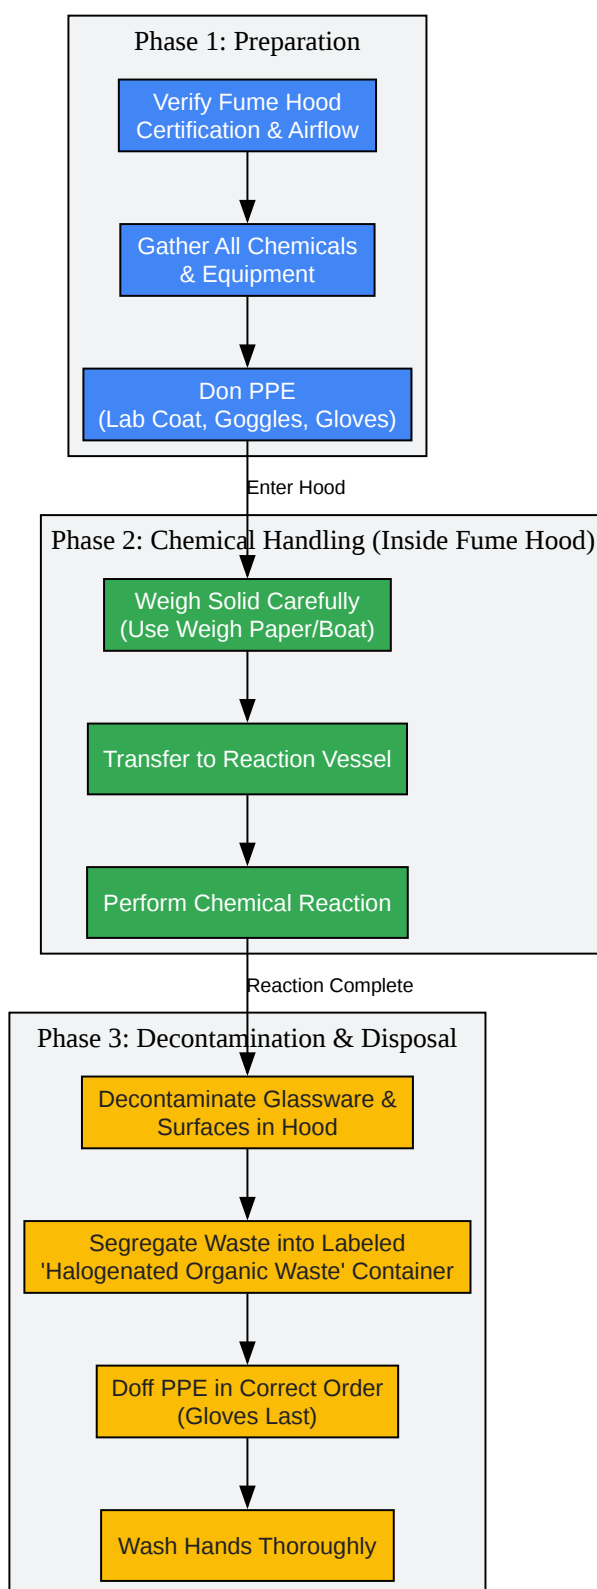 Phase 1: Preparation
Verify Fume Hood
Certification & Airflow
Gather All Chemicals
& Equipment
Don PPE
(Lab Coat, Goggles, Gloves)
Enter Hood
Phase 2: Chemical Handling (Inside Fume Hood)
Weigh Solid Carefully
(Use Weigh Paper/Boat)
Transfer to Reaction Vessel
Perform Chemical Reaction
Reaction Complete
Phase 3: Decontamination & Disposal
Decontaminate Glassware &
Surfaces in Hood
Segregate Waste into Labeled
'Halogenated Organic Waste' Container
Doff PPE in Correct Order
(Gloves Last)
Wash Hands Thoroughly